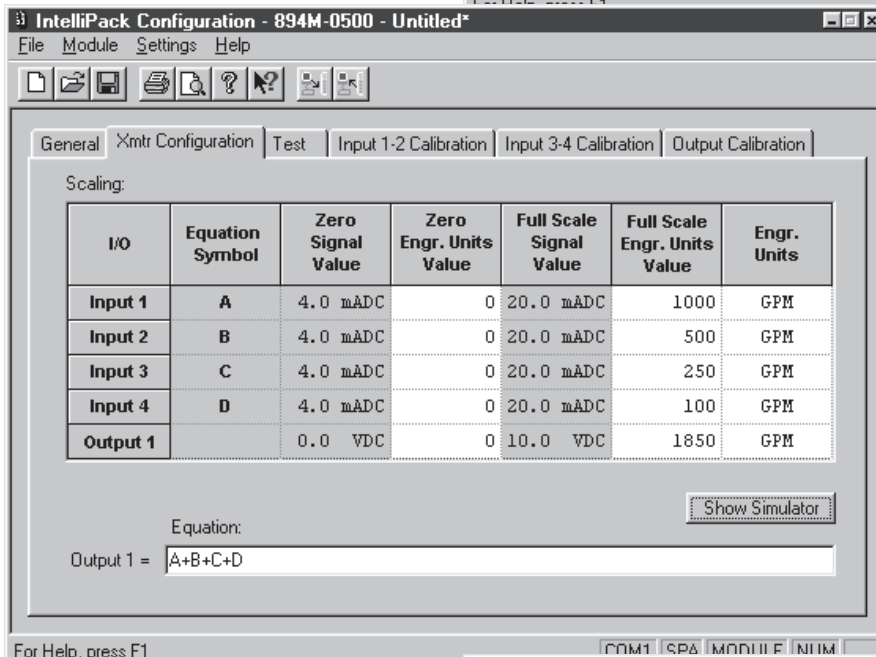 For Help, press F1
IntelliPack Configuration - 894M-0500 - Untitled*
File Module Settings Help
General Xmtr Configuration Test Input 1-2 Calibration Input 3-4 Calibration Output Calibration
Scaling:
I/O Equation Symbol Zero Signal Value Zero Engr. Units Value Full Scale Signal Value Full Scale Engr. Units Value Engr. Units
Input 1 A 4.0 mADC 0 20.0 mADC 1000 GPM
Input 2 B 4.0 mADC 0 20.0 mADC 500 GPM
Input 3 C 4.0 mADC 0 20.0 mADC 250 GPM
Input 4 D 4.0 mADC 0 20.0 mADC 100 GPM
Output 1 0.0 VDC 0 10.0 VDC 1850 GPM
Show Simulator
Equation:
Output 1 = A+B+C+D
For Help, press F1 COM1 SPA MODULE NUM